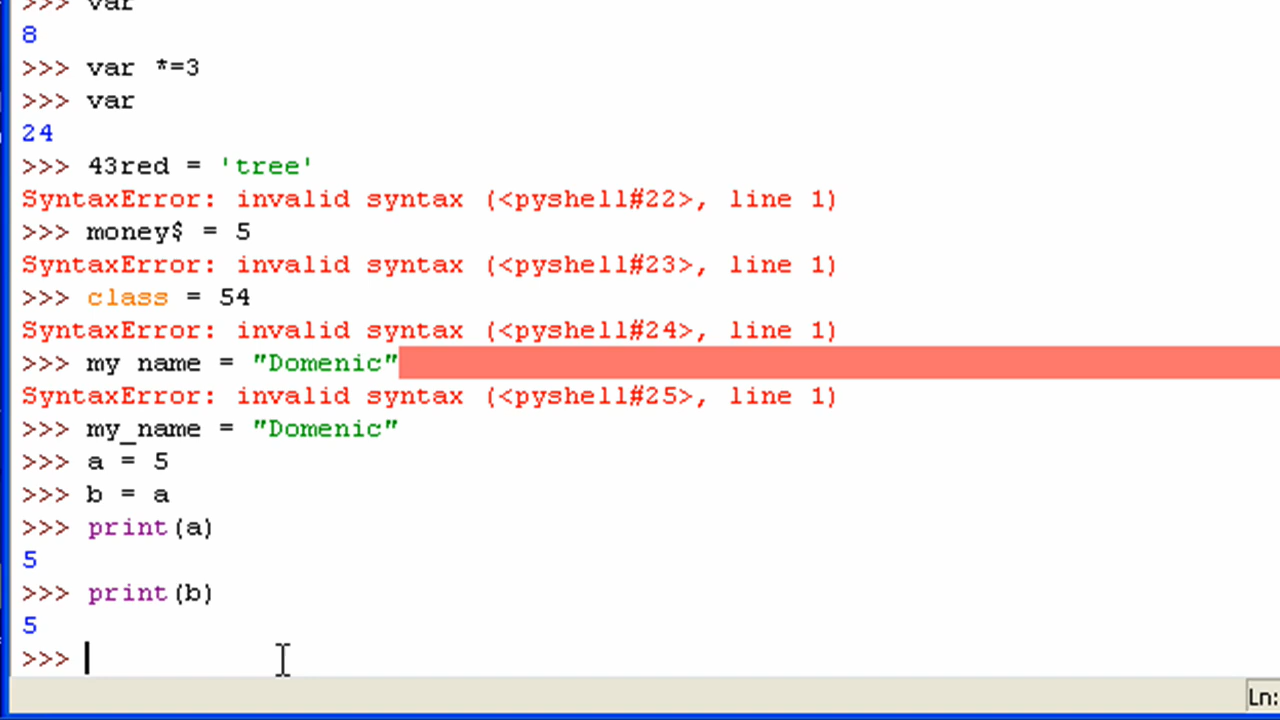 >>> var
8
>>> var *=3
>>> var
24
>>> 43red = 'tree'
SyntaxError: invalid syntax (<pyshell#22>, line 1)
>>> money$ = 5
SyntaxError: invalid syntax (<pyshell#23>, line 1)
>>> class = 54
SyntaxError: invalid syntax (<pyshell#24>, line 1)
>>> my name = "Domenic"
SyntaxError: invalid syntax (<pyshell#25>, line 1)
>>> my_name = "Domenic"
>>> a = 5
>>> b = a
>>> print(a)
5
>>> print(b)
5
>>>
Ln: